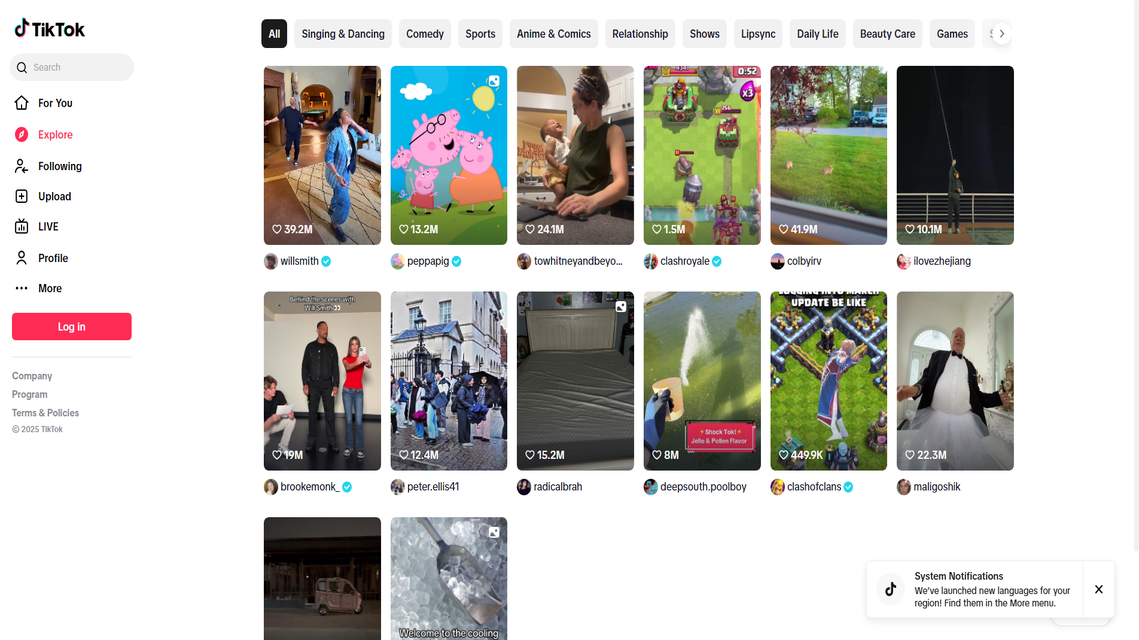 TikTok
Search
For You
Explore
Following
Upload
LIVE
Profile
More
Log in
Company
Program
Terms & Policies
© 2025 TikTok
All
Singing & Dancing
Comedy
Sports
Anime & Comics
Relationship
Shows
Lipsync
Daily Life
Beauty Care
Games
0:52
x3
39.2M
13.2M
24.1M
1.5M
41.9M
10.1M
willsmith
peppapig
towhitneyandbeyo...
clashroyale
colbyirv
ilovezhejiang
Behind the scenes with
Will Smith
UPDATE BE LIKE
+ Shock Tok! +
Jello & Pollen Flavor
19M
12.4M
15.2M
8M
449.9K
22.3M
brookemonk_
peter.ellis41
radicalbrah
deepsouth.poolboy
clashofclans
maligoshik
Welcome to the cooling
System Notifications
We've launched new languages for your
region! Find them in the More menu.